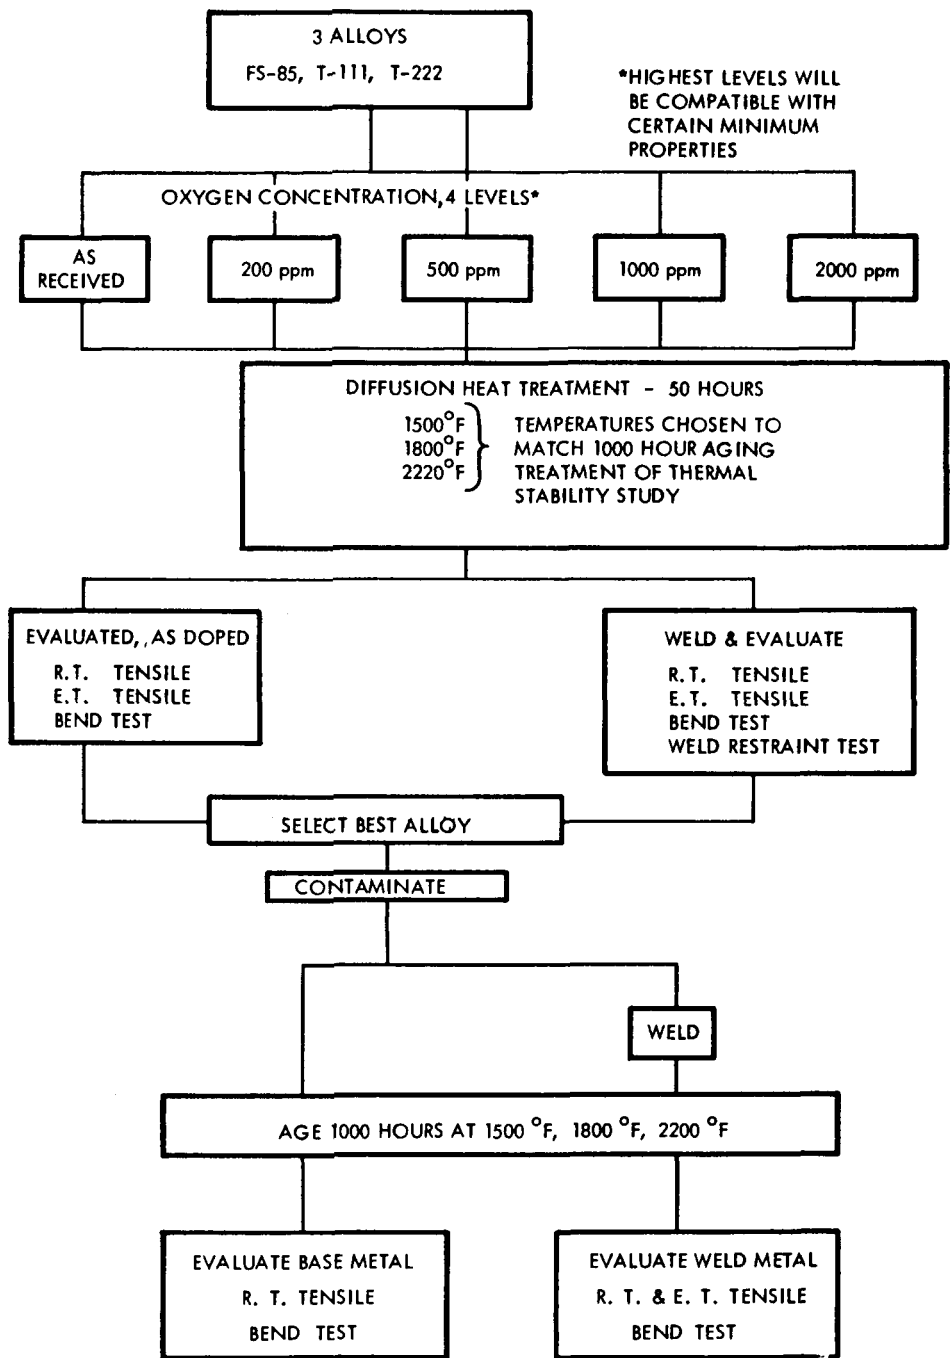 3 ALLOYS
FS-85, T-111, T-222
*HIGHEST LEVELS WILL
BE COMPATIBLE WITH
CERTAIN MINIMUM
PROPERTIES
OXYGEN CONCENTRATION, 4 LEVELS*
AS
RECEIVED
200 ppm
500 ppm
1000 ppm
2000 ppm
DIFFUSION HEAT TREATMENT - 50 HOURS
1500°F
1800°F
2220°F
TEMPERATURES CHOSEN TO
MATCH 1000 HOUR AGING
TREATMENT OF THERMAL
STABILITY STUDY
EVALUATED, , AS DOPED
R.T. TENSILE
E.T. TENSILE
BEND TEST
WELD & EVALUATE
R.T. TENSILE
E.T. TENSILE
BEND TEST
WELD RESTRAINT TEST
SELECT BEST ALLOY
CONTAMINATE
WELD
AGE 1000 HOURS AT 1500 °F, 1800 °F, 2200 °F
EVALUATE BASE METAL
R. T. TENSILE
BEND TEST
EVALUATE WELD METAL
R. T. & E. T. TENSILE
BEND TEST